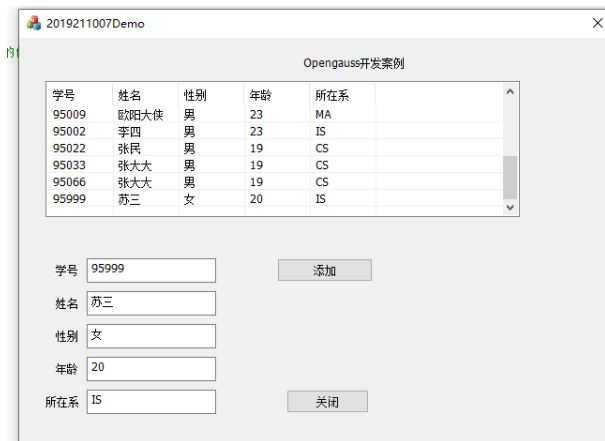 2019211007Demo
的
Opengauss开发案例
学号 姓名 性别 年龄 所在系
95009 欧阳大侠 男 23 MA
95002 李四 男 23 IS
95022 张民 男 19 CS
95033 张大大 男 19 CS
95066 张大大 男 19 CS
95999 苏三 女 20 IS
学号 95999 添加
姓名 苏三
性别 女
年龄 20
所在系 IS 关闭